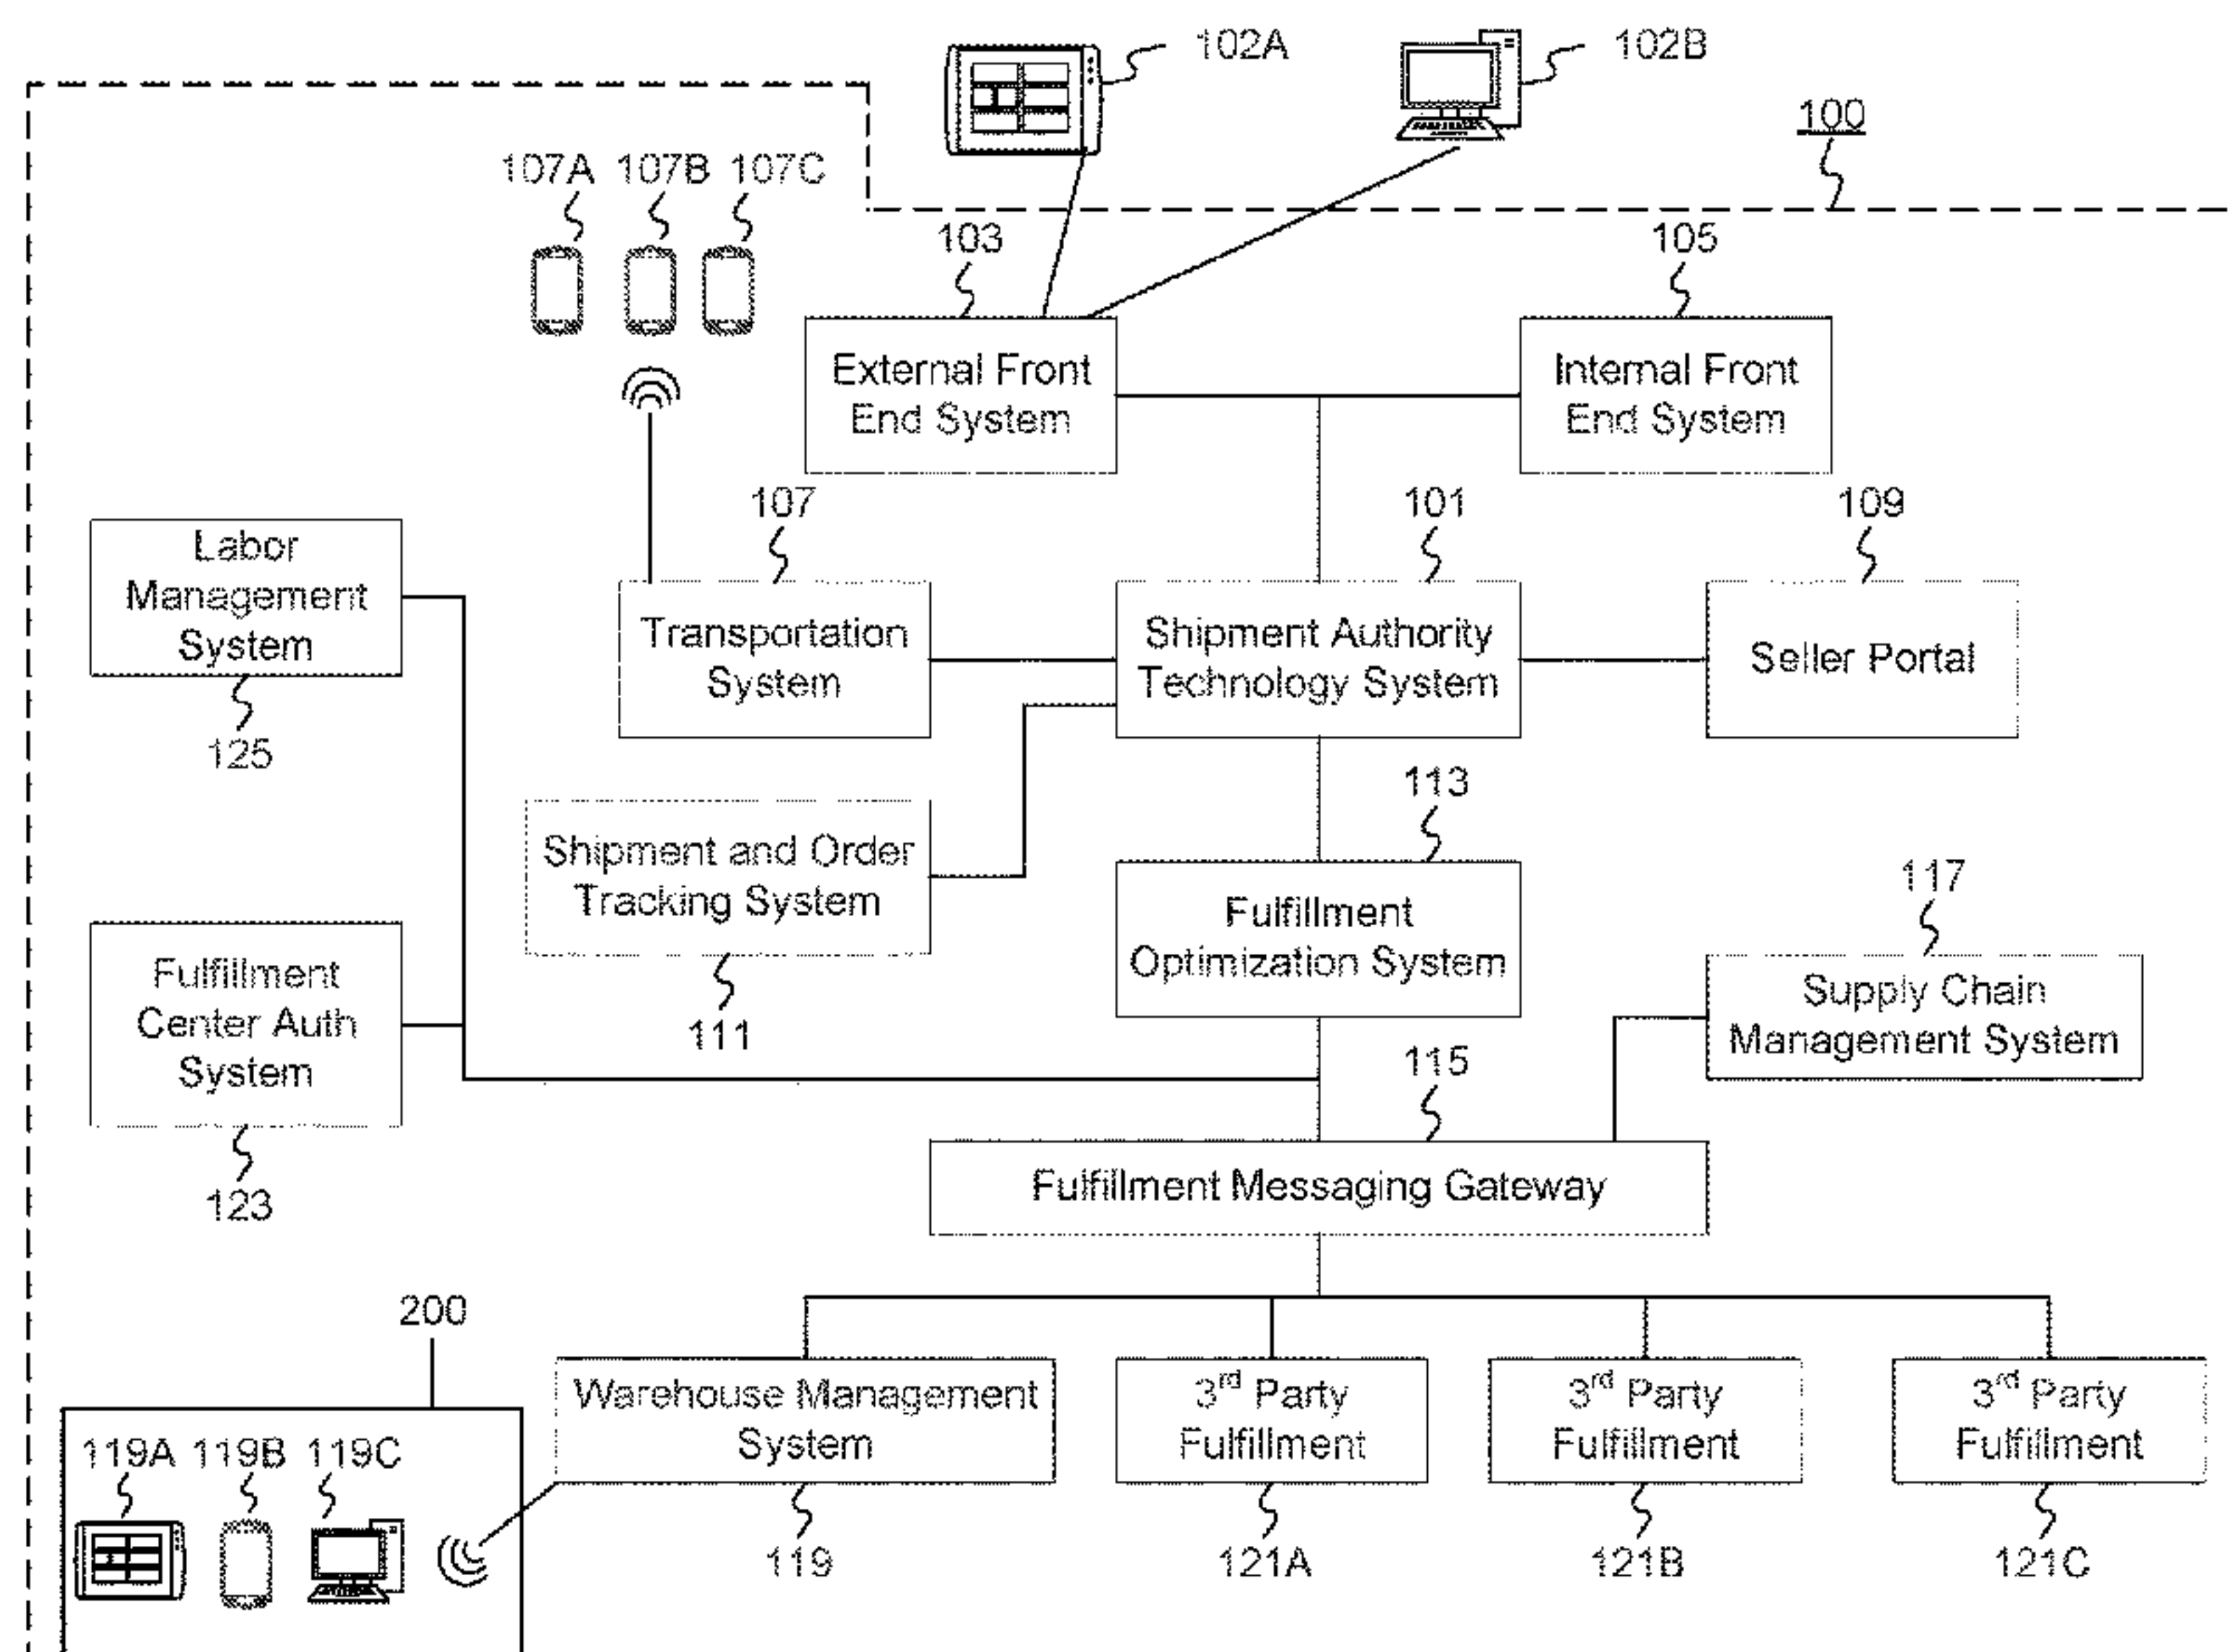 102A
102B
100
107A 107B 107C
103
105
External Front
End System
Internal Front
End System
107
101
109
Labor
Management
System
125
Transportation
System
Shipment Authority
Technology System
Seller Portal
113
Shipment and Order
Tracking System
111
Fulfillment
Optimization System
117
Fulfillment
Center Auth
System
123
Supply Chain
Management System
115
Fulfillment Messaging Gateway
200
119A 119B 119C
Warehouse Management
System
119
3rd Party
Fulfillment
121A
3rd Party
Fulfillment
121B
3rd Party
Fulfillment
121C